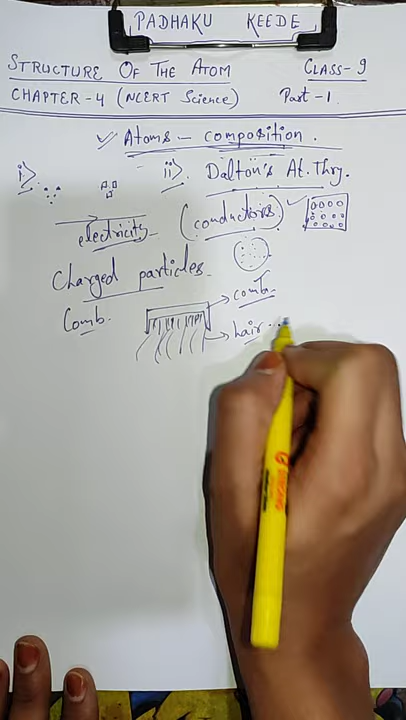 PADHAKU KEEDE
STRUCTURE OF THE ATOM CLASS-9
CHAPTER-4 (NCERT Science) Part-1.
Atoms - composition.
i> ii>. Dalton's At. Thry.
electricity (conductors)
Charged particles.
Comb. comb.
hair